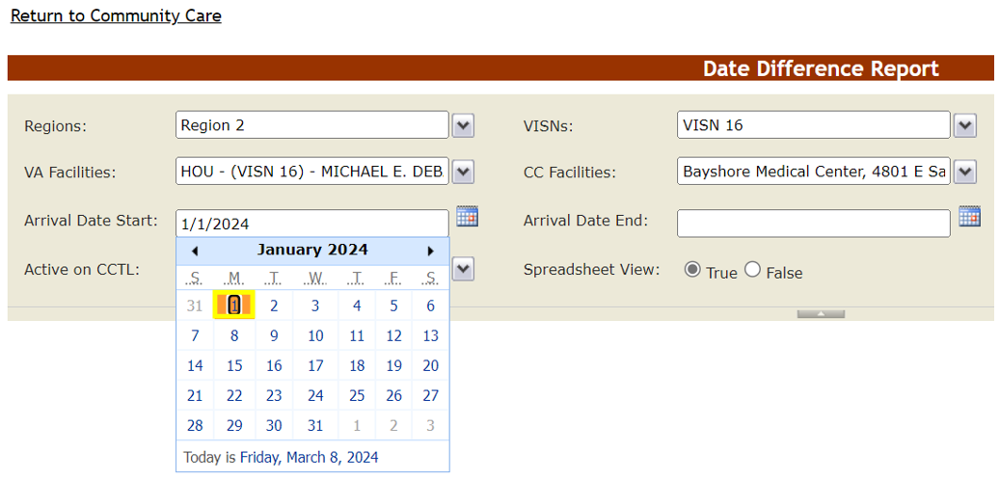 Return to Community Care
Date Difference Report
Regions: Region 2 VISNs: VISN 16
VA Facilities: HOU - (VISN 16) - MICHAEL E. DEB CC Facilities: Bayshore Medical Center, 4801 E Sa
Arrival Date Start: 1/1/2024 Arrival Date End:
January 2024
Active on CCTL: Spreadsheet View: True False
S M T W T F S
31 1 2 3 4 5 6
7 8 9 10 11 12 13
14 15 16 17 18 19 20
21 22 23 24 25 26 27
28 29 30 31 1 2 3
Today is Friday, March 8, 2024